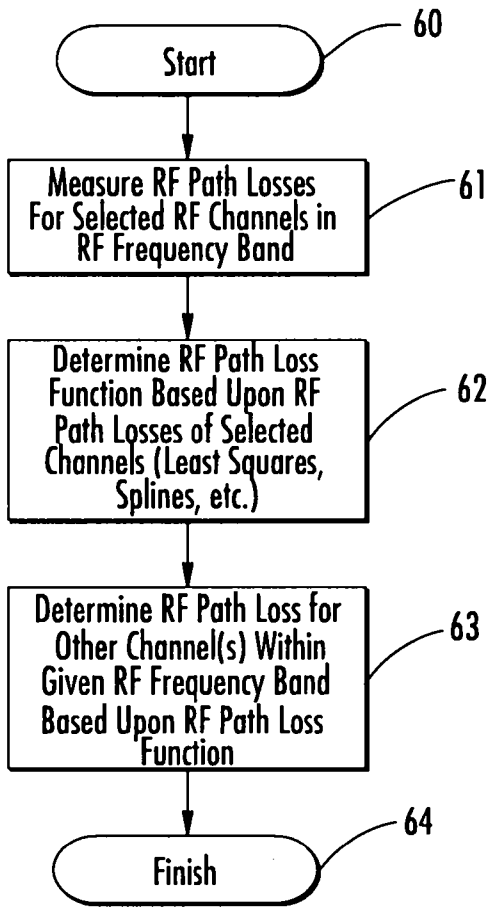 Start
60
Measure RF Path Losses
For Selected RF Channels in
RF Frequency Band
61
Determine RF Path Loss
Function Based Upon RF
Path Losses of Selected
Channels (Least Squares,
Splines, etc.)
62
Determine RF Path Loss for
Other Channel(s) Within
Given RF Frequency Band
Based Upon RF Path Loss
Function
63
Finish
64